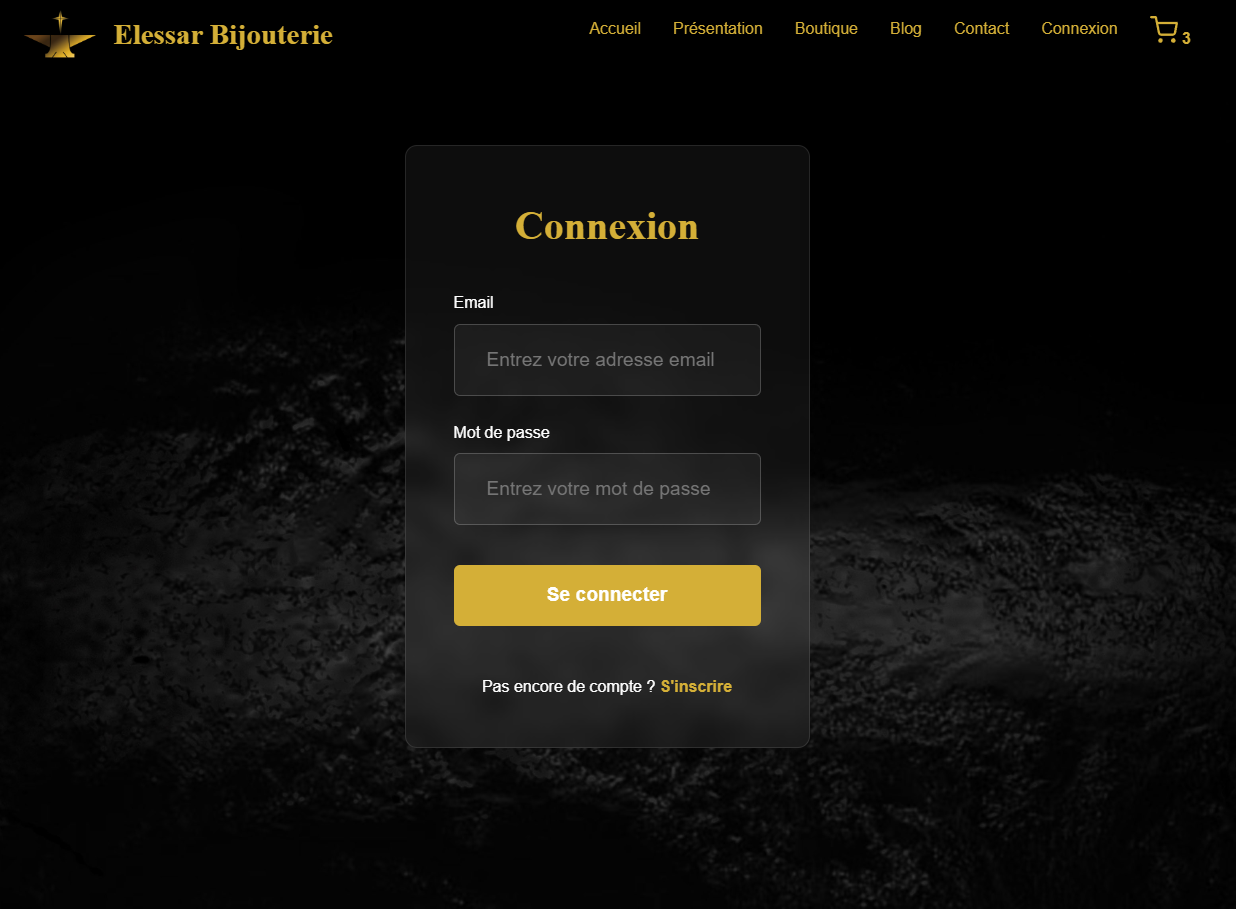 Elessar Bijouterie
Accueil Présentation Boutique Blog Contact Connexion 3
Connexion
Email
Entrez votre adresse email
Mot de passe
Entrez votre mot de passe
Se connecter
Pas encore de compte ? S'inscrire